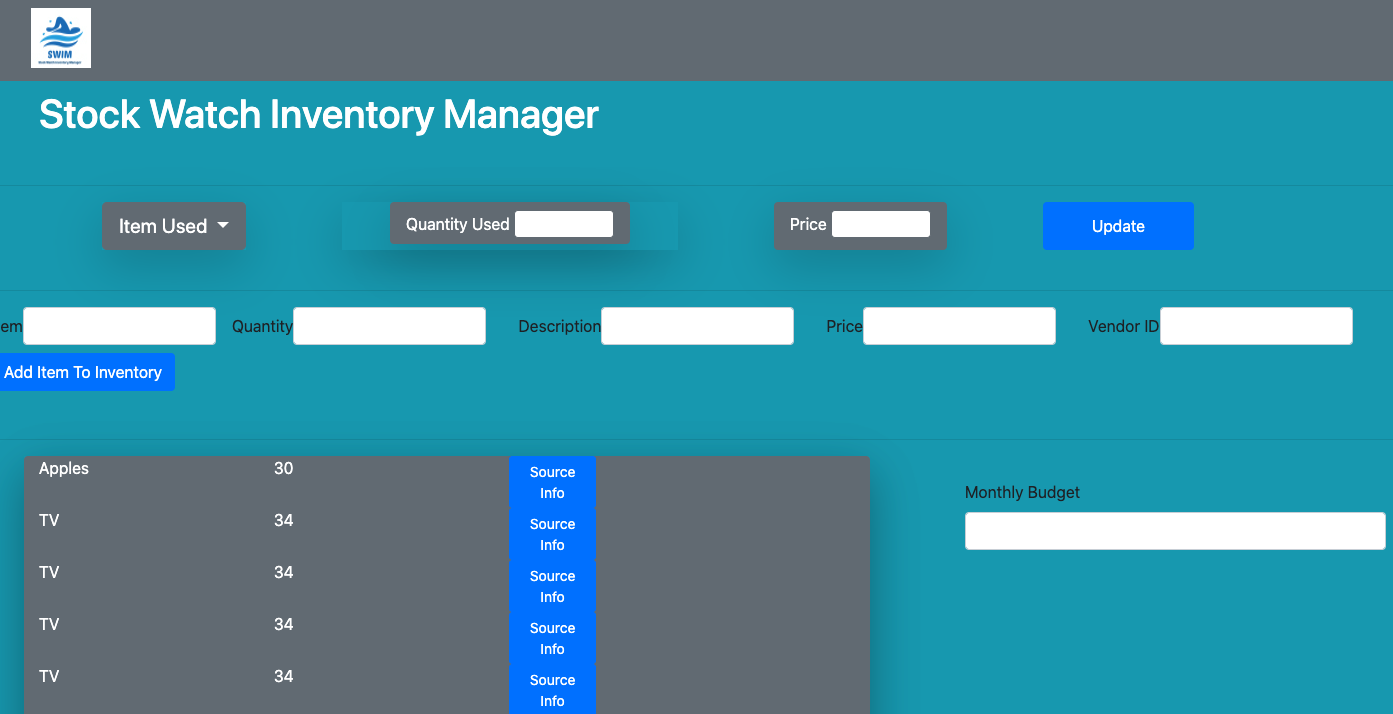 SWIM
Stock Watch Inventory Manager
Item Used
Quantity Used
Price
Update
em
Quantity
Description
Price
Vendor ID
Add Item To Inventory
Apples 30 Source
Info
TV 34 Source
Info
TV 34 Source
Info
TV 34 Source
Info
TV 34 Source
Info
Monthly Budget